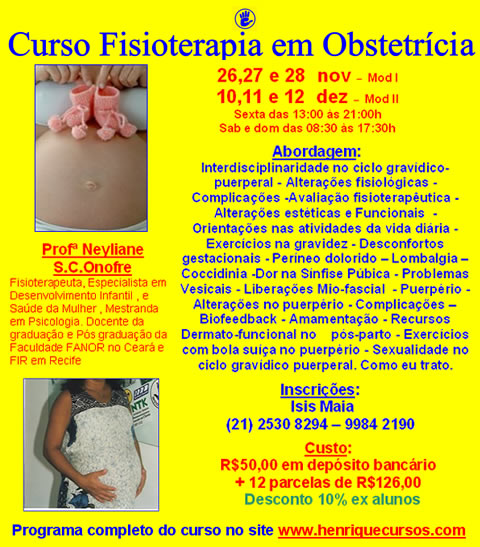 Curso Fisioterapia em Obstetrícia
26,27 e 28 nov – Mod I
10,11 e 12 dez – Mod II
Sexta das 13:00 às 21:00h
Sab e dom das 08:30 às 17:30h
Abordagem:
Interdisciplinaridade no ciclo gravídico-
puerperal - Alterações fisiológicas -
Complicações -Avaliação fisioterapêutica -
Alterações estéticas e Funcionais -
Orientações nas atividades da vida diária -
Exercícios na gravidez - Desconfortos
gestacionais - Períneo dolorido – Lombalgia –
Coccidinia -Dor na Sínfise Púbica - Problemas
Vesicais - Liberações Mio-fascial - Puerpério -
Alterações no puerpério - Complicações –
Biofeedback - Amamentação - Recursos
Dermato-funcional no pós-parto - Exercícios
com bola suíça no puerpério - Sexualidade no
ciclo gravídico puerperal. Como eu trato.
Profª Neyliane
S.C.Onofre
Fisioterapeuta, Especialista em
Desenvolvimento Infantil , e
Saúde da Mulher , Mestranda
em Psicologia. Docente da
graduação e Pós graduação da
Faculdade FANOR no Ceará e
FIR em Recife
NTK
Inscrições:
Isis Maia
(21) 2530 8294 – 9984 2190
Custo:
R$50,00 em depósito bancário
+ 12 parcelas de R$126,00
Desconto 10% ex alunos
Programa completo do curso no site www.henriquecursos.com